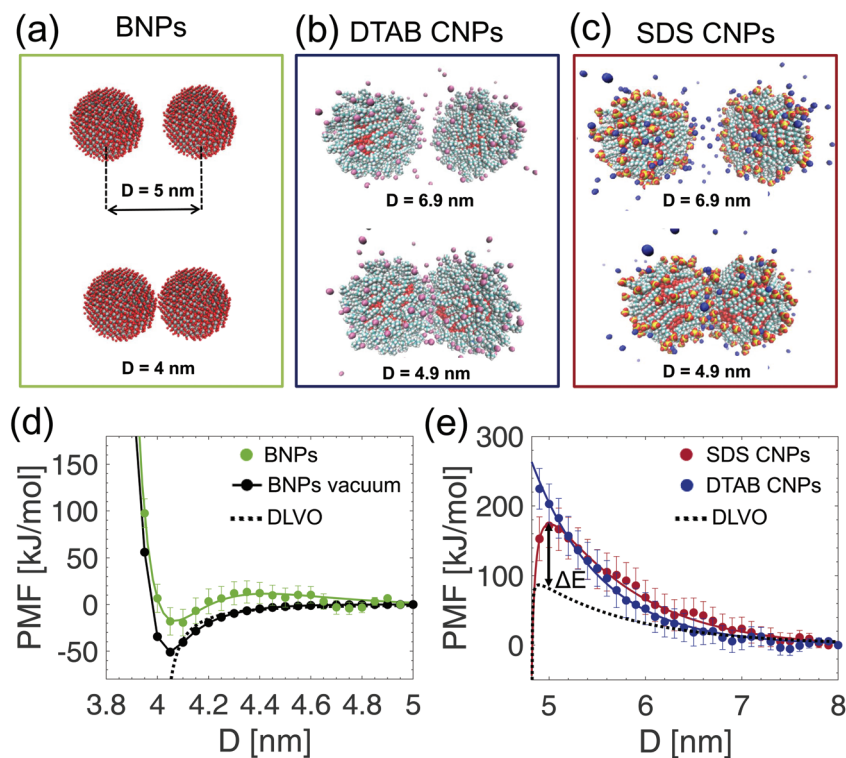 (a) BNPs
D = 5 nm
D = 4 nm
(b) DTAB CNPs
D = 6.9 nm
D = 4.9 nm
(c) SDS CNPs
D = 6.9 nm
D = 4.9 nm
(d)
PMF [kJ/mol]
150
100
50
0
-50
BNPs
BNPs vacuum
DLVO
3.8 4 4.2 4.4 4.6 4.8 5
D [nm]
(e)
PMF [kJ/mol]
300
200
100
0
SDS CNPs
DTAB CNPs
DLVO
ΔE
5 6 7 8
D [nm]